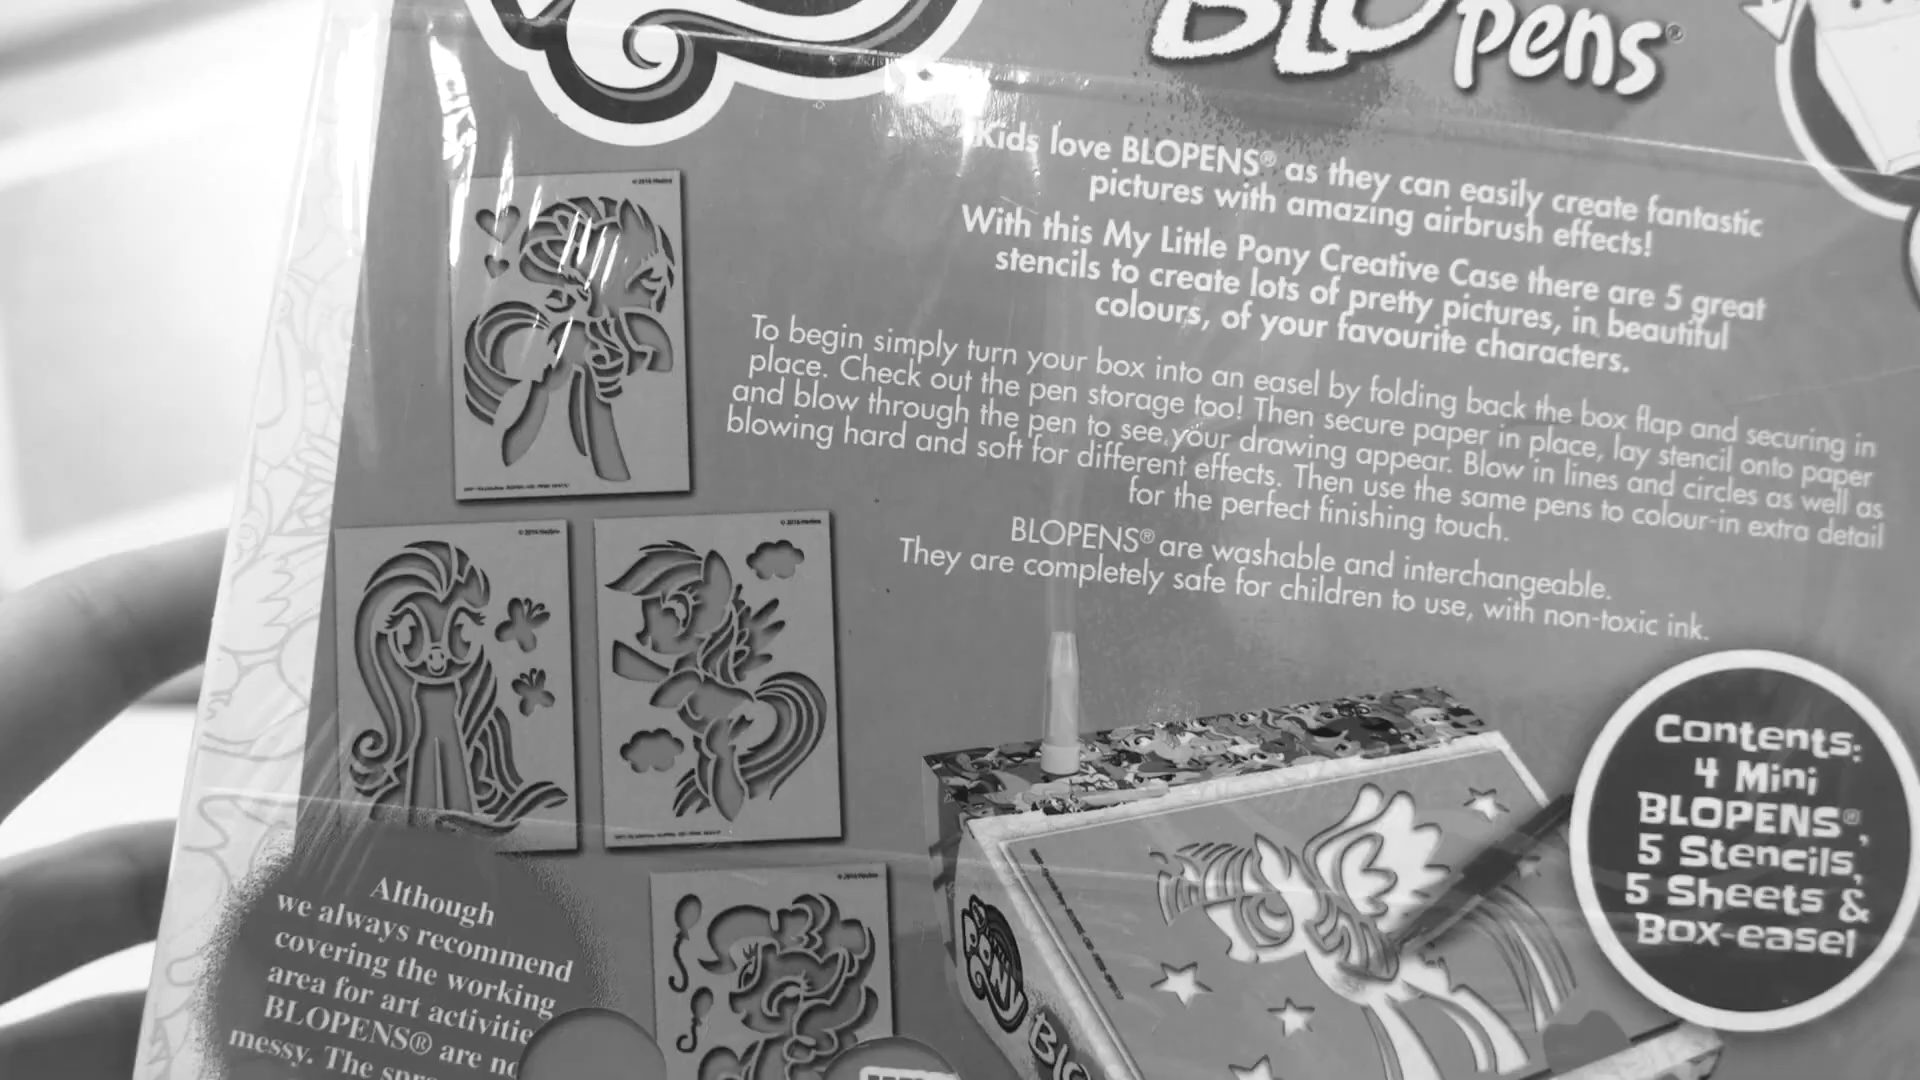 BLOpens®
Kids love BLOPENS® as they can easily create fantastic
pictures with amazing airbrush effects!
With this My Little Pony Creative Case there are 5 great
stencils to create lots of pretty pictures, in beautiful
colours, of your favourite characters.
To begin simply turn your box into an easel by folding back the box flap and securing in
place. Check out the pen storage too! Then secure paper in place, lay stencil onto paper
and blow through the pen to see your drawing appear. Blow in lines and circles as well as
blowing hard and soft for different effects. Then use the same pens to colour-in extra detail
for the perfect finishing touch.
BLOPENS® are washable and interchangeable.
They are completely safe for children to use, with non-toxic ink.
Contents:
4 Mini
BLOPENS®,
5 Stencils,
5 Sheets &
Box-easel
Although
we always recommend
covering the working
area for art activitie
BLOPENS® are no
messy. The
PONY
BLO